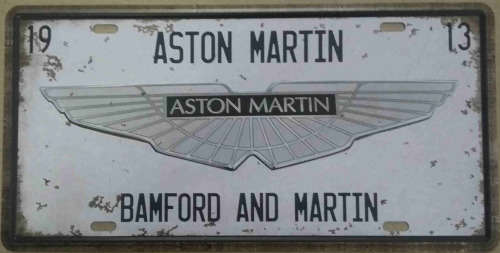 19 ASTON MARTIN 13
ASTON MARTIN
BAMFORD AND MARTIN